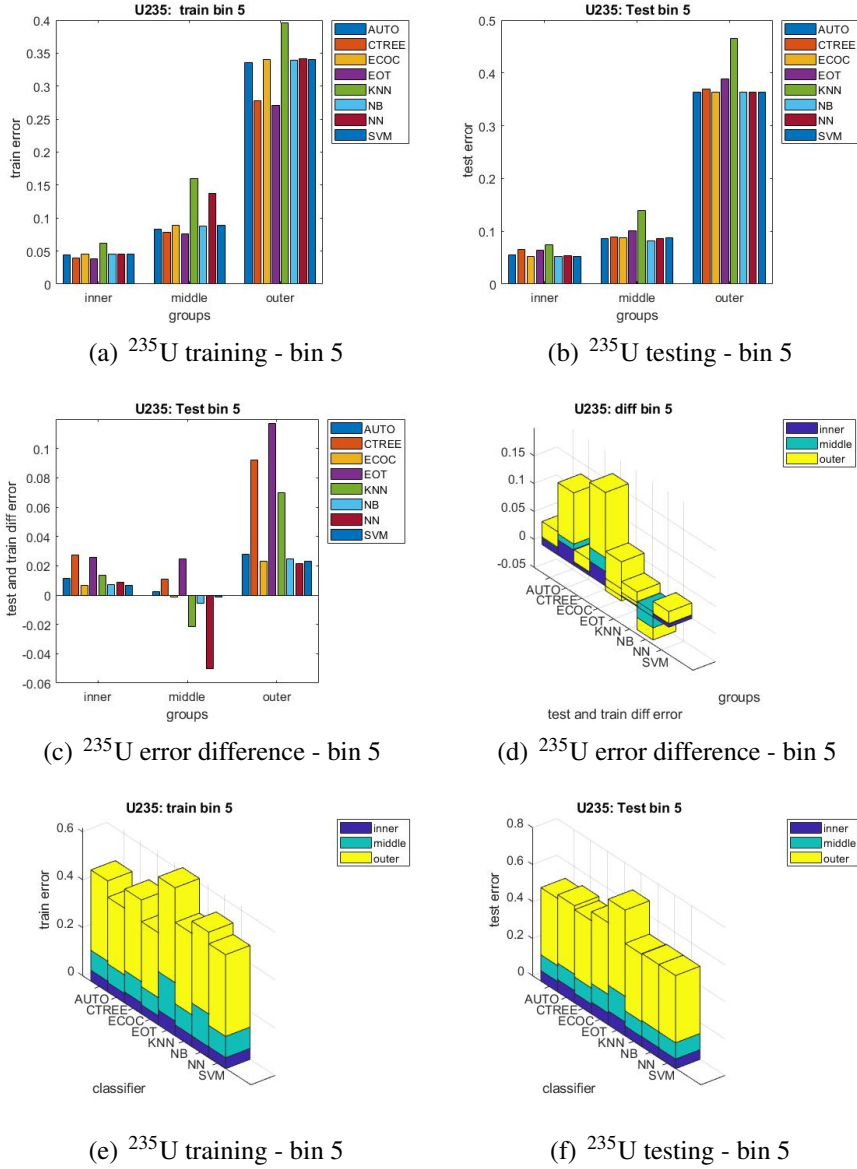 U235: train bin 5
train error
0.4
0.35
0.3
0.25
0.2
0.15
0.1
0.05
0
inner
middle
outer
groups
AUTO
CTREE
ECOC
EOT
KNN
NB
NN
SVM
(a) ²³⁵U training - bin 5
U235: Test bin 5
test error
0.5
0.4
0.3
0.2
0.1
0
inner
middle
outer
groups
AUTO
CTREE
ECOC
EOT
KNN
NB
NN
SVM
(b) ²³⁵U testing - bin 5
U235: Test bin 5
test and train diff error
0.1
0.08
0.06
0.04
0.02
0
-0.02
-0.04
-0.06
inner
middle
outer
groups
AUTO
CTREE
ECOC
EOT
KNN
NB
NN
SVM
(c) ²³⁵U error difference - bin 5
U235: diff bin 5
0.15
0.1
0.05
0
-0.05
AUTO
CTREE
ECOC
EOT
KNN
NB
NN
SVM
groups
test and train diff error
inner
middle
outer
(d) ²³⁵U error difference - bin 5
U235: train bin 5
train error
0.6
0.4
0.2
0
AUTO
CTREE
ECOC
EOT
KNN
NB
NN
SVM
classifier
inner
middle
outer
(e) ²³⁵U training - bin 5
U235: Test bin 5
test error
0.8
0.6
0.4
0.2
0
AUTO
CTREE
ECOC
EOT
KNN
NB
NN
SVM
classifier
inner
middle
outer
(f) ²³⁵U testing - bin 5